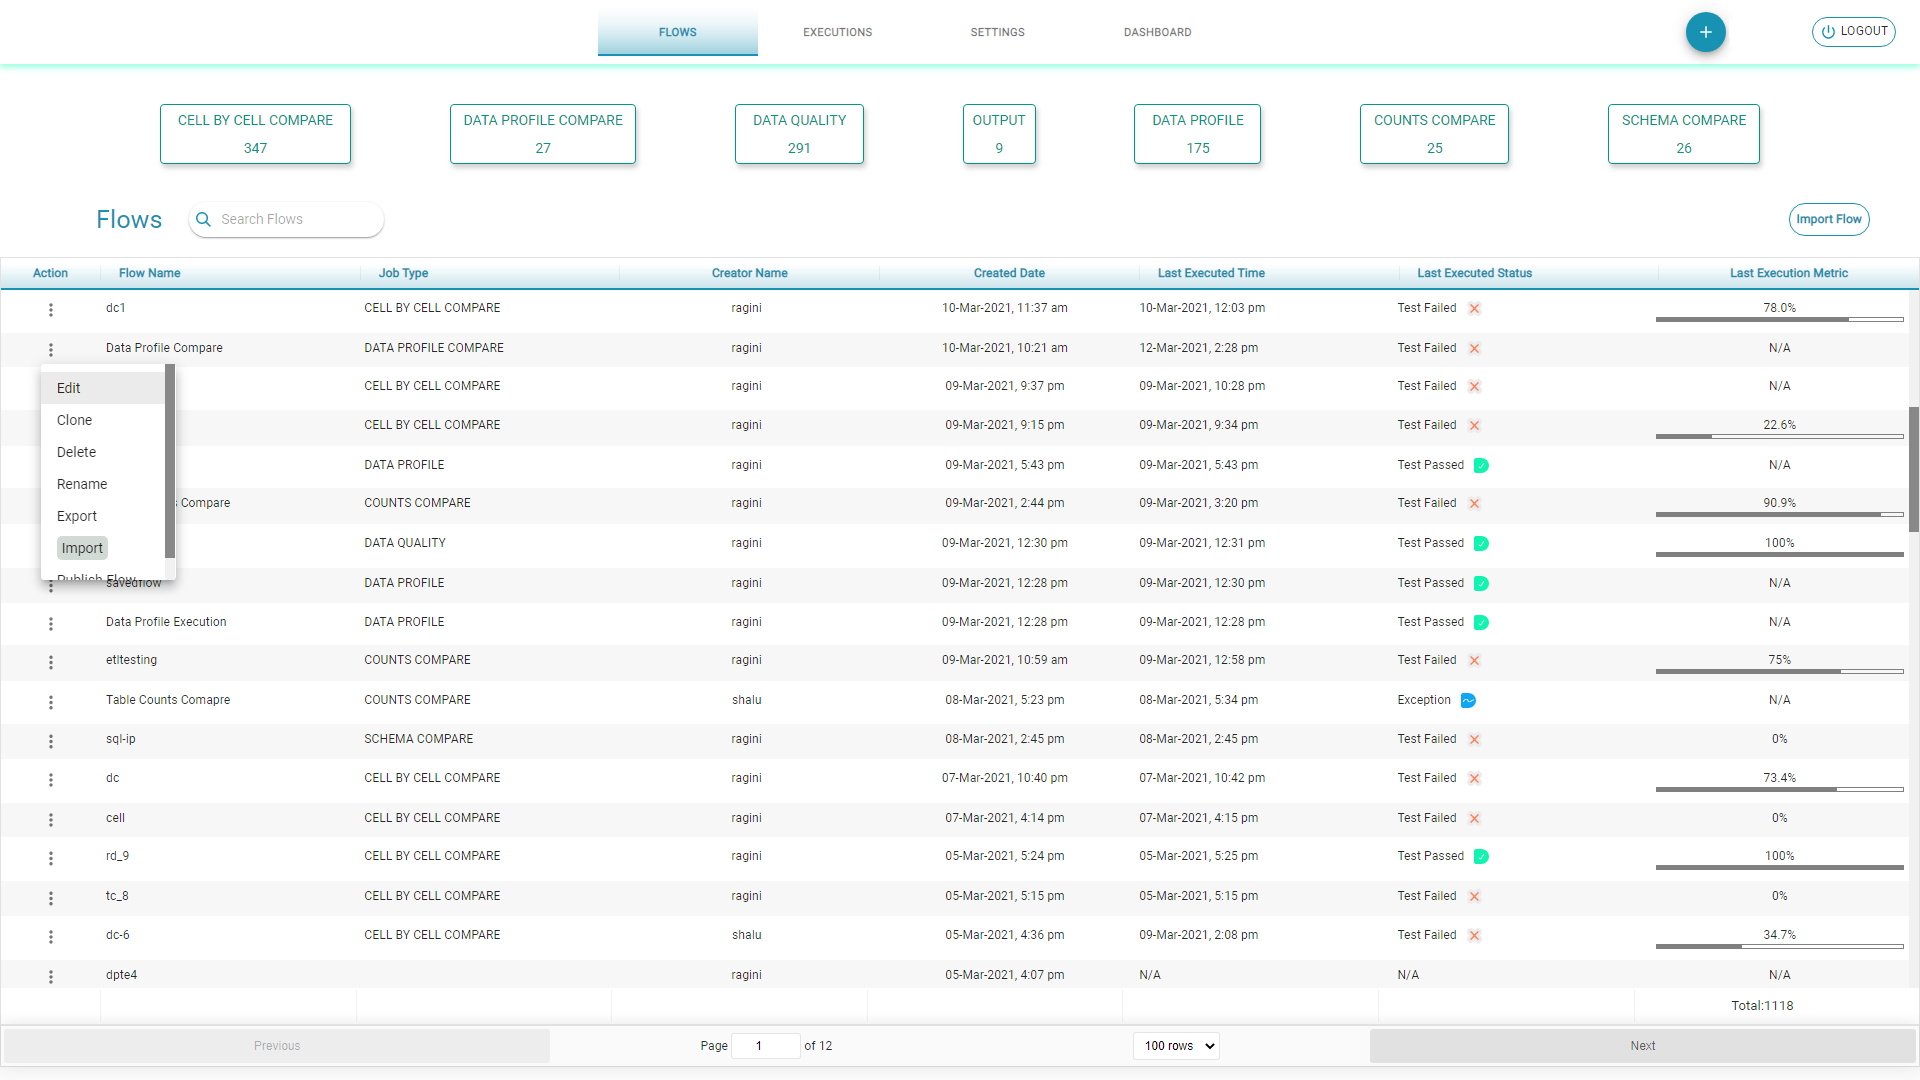 FLOWS EXECUTIONS SETTINGS DASHBOARD + LOGOUT
CELL BY CELL COMPARE DATA PROFILE COMPARE DATA QUALITY OUTPUT DATA PROFILE COUNTS COMPARE SCHEMA COMPARE
347 27 291 9 175 25 26
Flows Search Flows Import Flow
Action Flow Name Job Type Creator Name Created Date Last Executed Time Last Executed Status Last Execution Metric
dc1 CELL BY CELL COMPARE ragini 10-Mar-2021, 11:37 am 10-Mar-2021, 12:03 pm Test Failed 78.0%
Data Profile Compare DATA PROFILE COMPARE ragini 10-Mar-2021, 10:21 am 12-Mar-2021, 2:28 pm Test Failed N/A
Edit CELL BY CELL COMPARE ragini 09-Mar-2021, 9:37 pm 09-Mar-2021, 10:28 pm Test Failed N/A
Clone CELL BY CELL COMPARE ragini 09-Mar-2021, 9:15 pm 09-Mar-2021, 9:34 pm Test Failed 22.6%
Delete DATA PROFILE ragini 09-Mar-2021, 5:43 pm 09-Mar-2021, 5:43 pm Test Passed N/A
Rename
Compare COUNTS COMPARE ragini 09-Mar-2021, 2:44 pm 09-Mar-2021, 3:20 pm Test Failed 90.9%
Export
Import DATA QUALITY ragini 09-Mar-2021, 12:30 pm 09-Mar-2021, 12:31 pm Test Passed 100%
Publish Flow
savedflow DATA PROFILE ragini 09-Mar-2021, 12:28 pm 09-Mar-2021, 12:30 pm Test Passed N/A
Data Profile Execution DATA PROFILE ragini 09-Mar-2021, 12:28 pm 09-Mar-2021, 12:28 pm Test Passed N/A
etltesting COUNTS COMPARE ragini 09-Mar-2021, 10:59 am 09-Mar-2021, 12:58 pm Test Failed 75%
Table Counts Comapre COUNTS COMPARE shalu 08-Mar-2021, 5:23 pm 08-Mar-2021, 5:34 pm Exception N/A
sql-ip SCHEMA COMPARE ragini 08-Mar-2021, 2:45 pm 08-Mar-2021, 2:45 pm Test Failed 0%
dc CELL BY CELL COMPARE ragini 07-Mar-2021, 10:40 pm 07-Mar-2021, 10:42 pm Test Failed 73.4%
cell CELL BY CELL COMPARE ragini 07-Mar-2021, 4:14 pm 07-Mar-2021, 4:15 pm Test Failed 0%
rd_9 CELL BY CELL COMPARE ragini 05-Mar-2021, 5:24 pm 05-Mar-2021, 5:25 pm Test Passed 100%
tc_8 CELL BY CELL COMPARE ragini 05-Mar-2021, 5:15 pm 05-Mar-2021, 5:15 pm Test Failed 0%
dc-6 CELL BY CELL COMPARE shalu 05-Mar-2021, 4:36 pm 09-Mar-2021, 2:08 pm Test Failed 34.7%
dpte4 ragini 05-Mar-2021, 4:07 pm N/A N/A N/A
Total:1118
Previous Page 1 of 12 100 rows Next